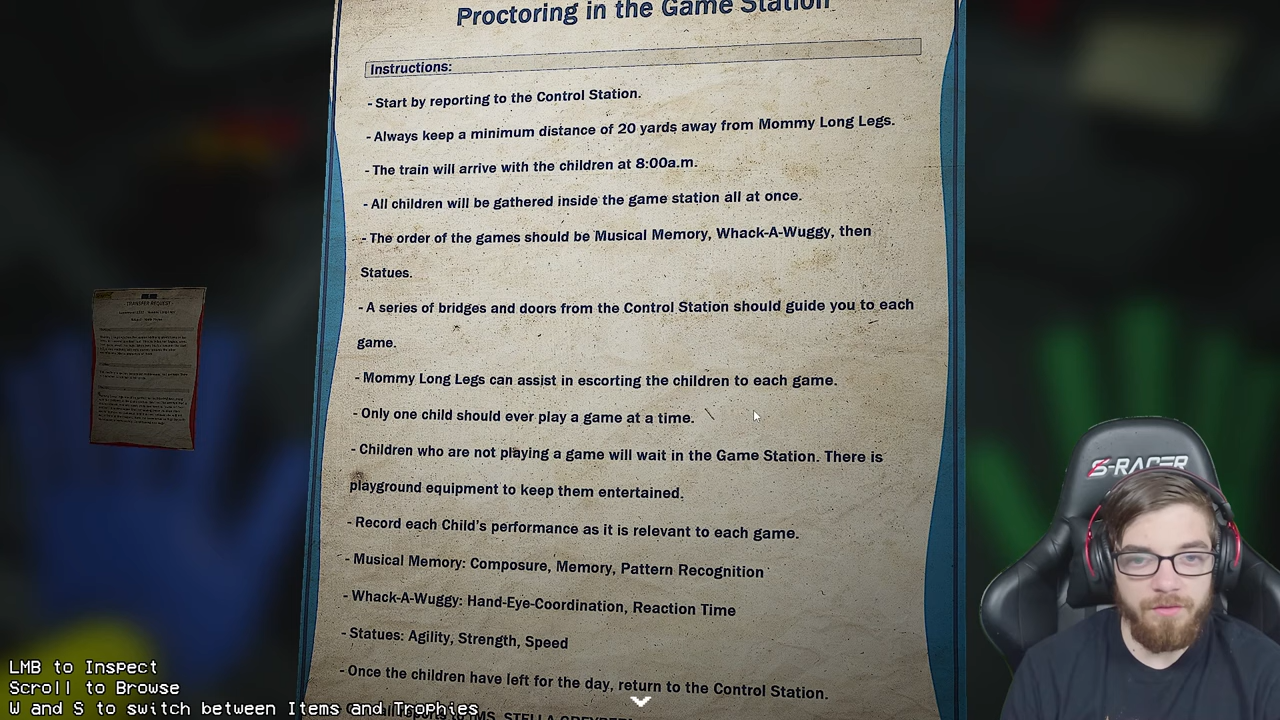 Proctoring in the Game Station
Instructions:
- Start by reporting to the Control Station.
- Always keep a minimum distance of 20 yards away from Mommy Long Legs.
- The train will arrive with the children at 8:00a.m.
- All children will be gathered inside the game station all at once.
- The order of the games should be Musical Memory, Whack-A-Wuggy, then
Statues.
- A series of bridges and doors from the Control Station should guide you to each
game.
- Mommy Long Legs can assist in escorting the children to each game.
- Only one child should ever play a game at a time.
- Children who are not playing a game will wait in the Game Station. There is
playground equipment to keep them entertained.
- Record each Child's performance as it is relevant to each game.
- Musical Memory: Composure, Memory, Pattern Recognition
- Whack-A-Wuggy: Hand-Eye-Coordination, Reaction Time
- Statues: Agility, Strength, Speed
- Once the children have left for the day, return to the Control Station.
TRANSFER REQUEST
S-RACER
LMB to Inspect
Scroll to Browse
W and S to switch between Items and Trophies